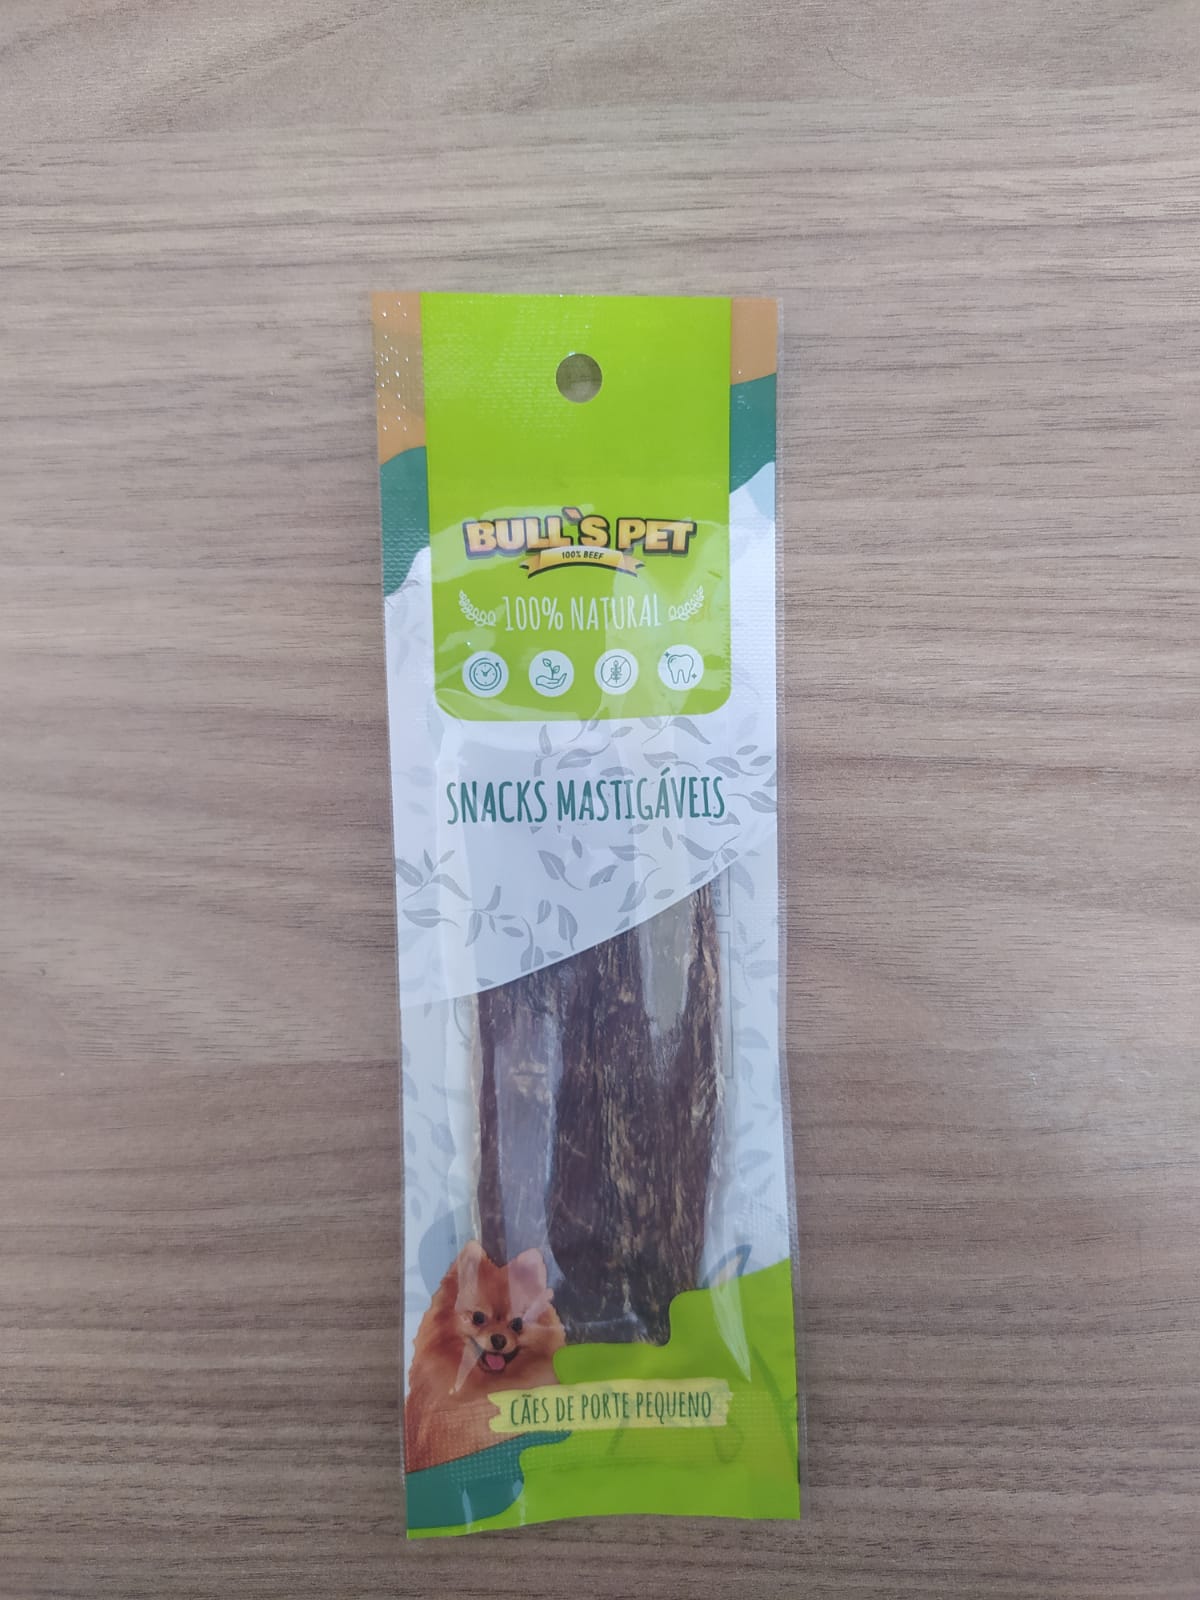 BULL`S PET
100% BEEF
100% NATURAL
SNACKS MASTIGÁVEIS
CÃES DE PORTE PEQUENO